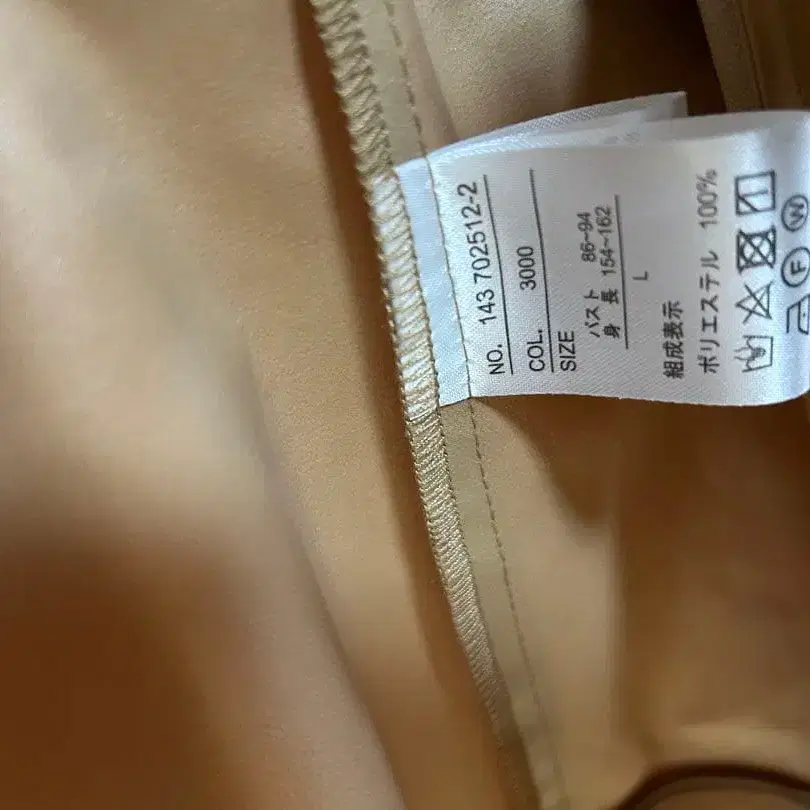 NO. 143 702512-2
COL. 3000
SIZE
バスト 86~94
身長 154~162
L
組成表示
ポリエステル 100%
F W